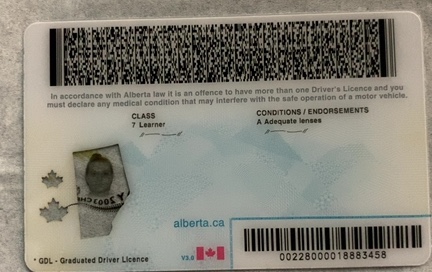 In accordance with Alberta law it is an offence to have more than one Driver's Licence and you
must declare any medical condition that may interfere with the safe operation of a motor vehicle.
CLASS
7 Learner
CONDITIONS / ENDORSEMENTS
A Adequate lenses
alberta.ca
* GDL - Graduated Driver Licence
V3.0
00228000018883458